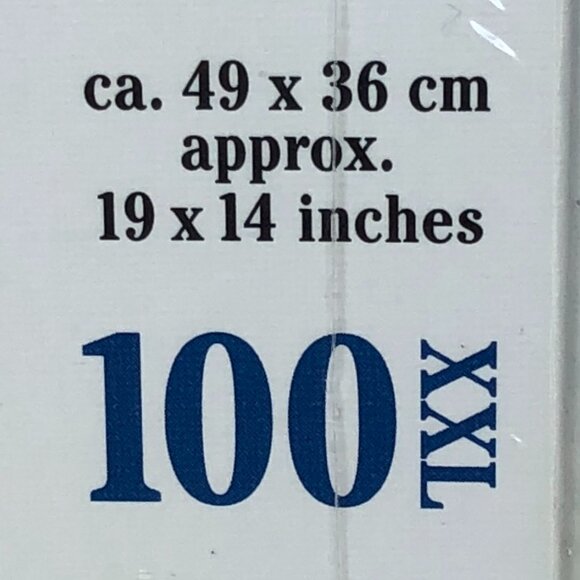 ca. 49 x 36 cm
approx.
19 x 14 inches
100 XXL